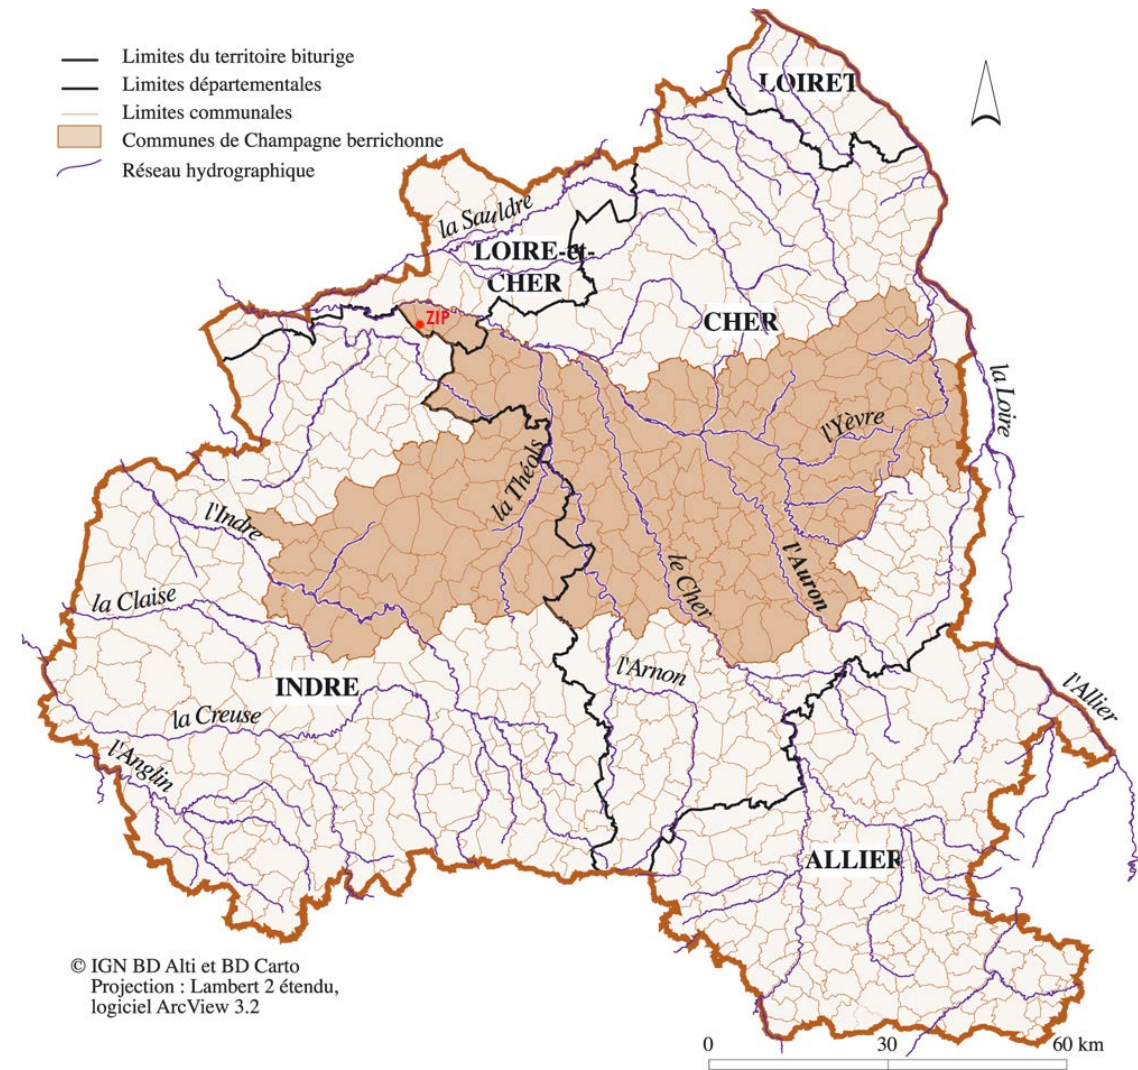 Limites du territoire biturige
Limites départementales
Limites communales
Communes de Champagne berrichonne
Réseau hydrographique
LOIRET
la Sauldre
LOIRE-et-
CHER
ZIP
CHER
la Loire
l'Yèvre
la Théols
l'Indre
le Cher
l'Auron
la Claise
INDRE
l'Arnon
l'Allier
la Creuse
l'Anglin
ALLIER
© IGN BD Alti et BD Carto
Projection : Lambert 2 étendu,
logiciel ArcView 3.2
0 30 60 km